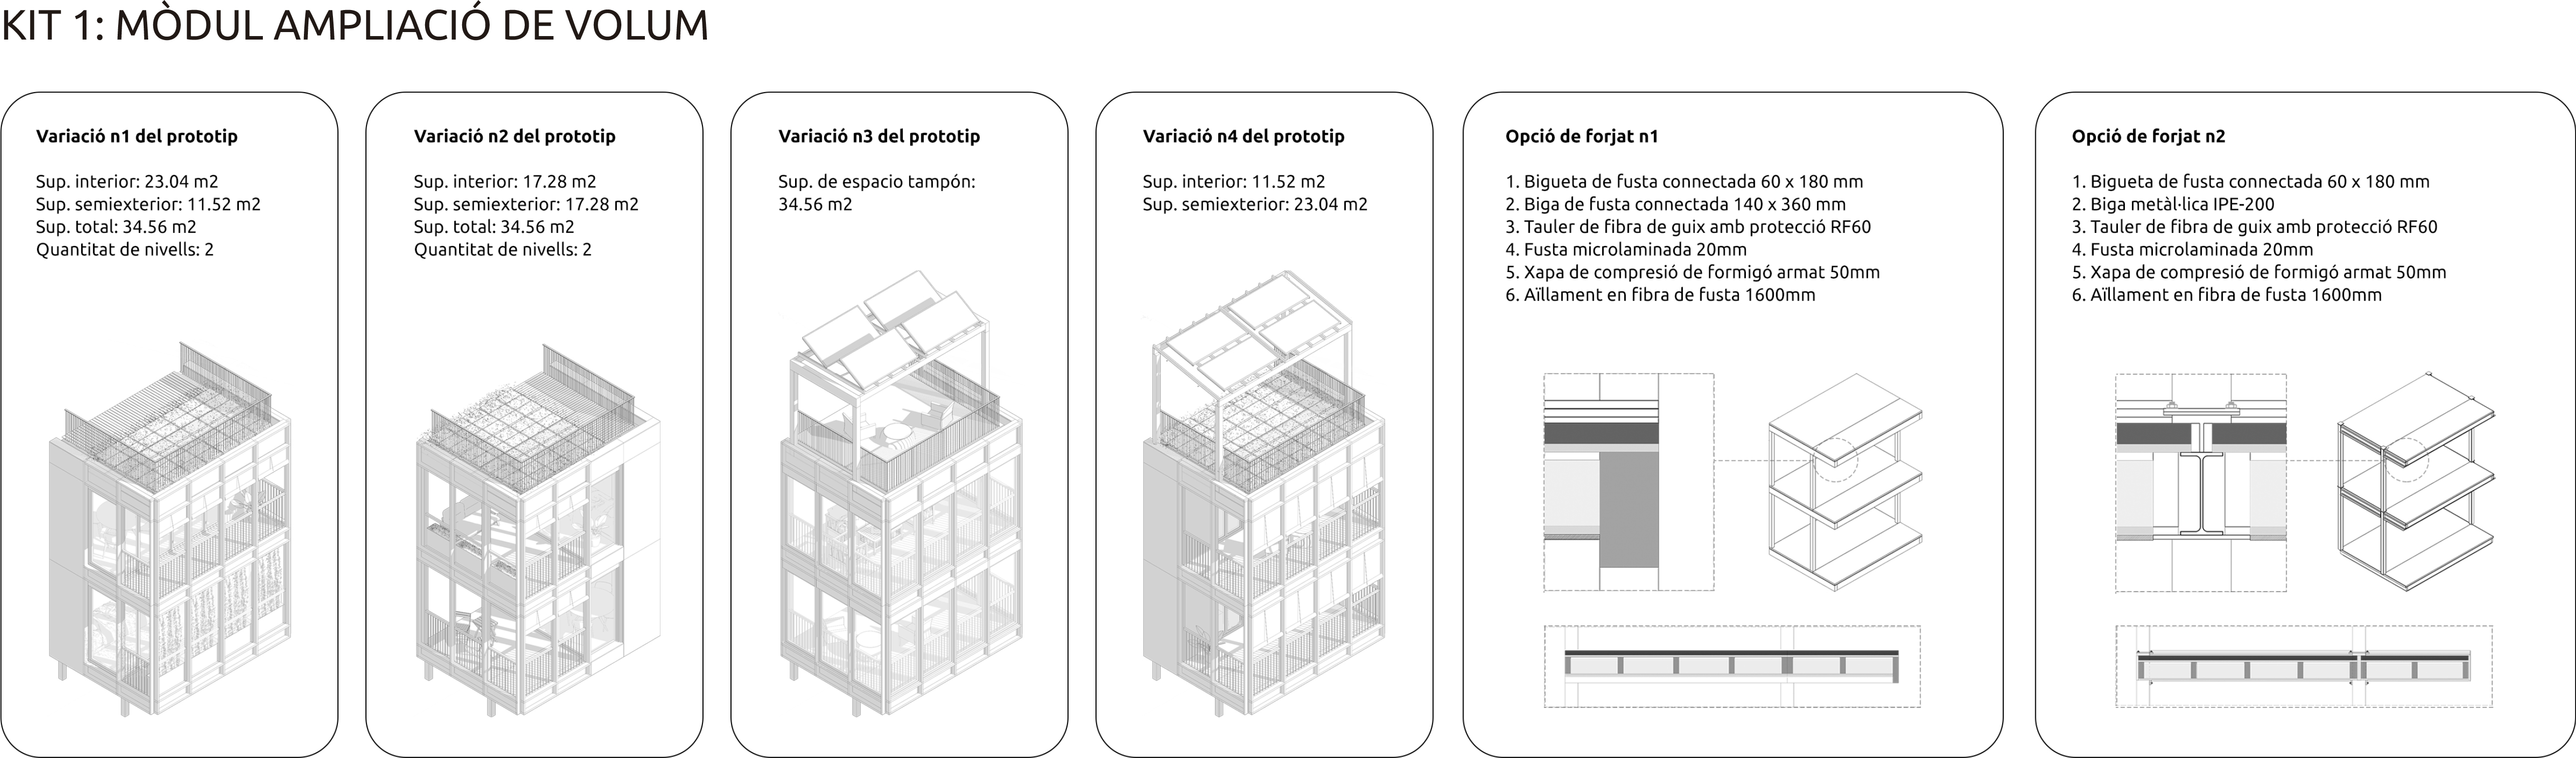 KIT 1: MÒDUL AMPLIACIÓ DE VOLUM
Variació n1 del prototip
Sup. interior: 23.04 m2
Sup. semiexterior: 11.52 m2
Sup. total: 34.56 m2
Quantitat de nivells: 2
Variació n2 del prototip
Sup. interior: 17.28 m2
Sup. semiexterior: 17.28 m2
Sup. total: 34.56 m2
Quantitat de nivells: 2
Variació n3 del prototip
Sup. de espacio tampón:
34.56 m2
Variació n4 del prototip
Sup. interior: 11.52 m2
Sup. semiexterior: 23.04 m2
Opció de forjat n1
1. Bigueta de fusta connectada 60 x 180 mm
2. Biga de fusta connectada 140 x 360 mm
3. Tauler de fibra de guix amb protecció RF60
4. Fusta microlaminada 20mm
5. Xapa de compresió de formigó armat 50mm
6. Aïllament en fibra de fusta 1600mm
Opció de forjat n2
1. Bigueta de fusta connectada 60 x 180 mm
2. Biga metàl·lica IPE-200
3. Tauler de fibra de guix amb protecció RF60
4. Fusta microlaminada 20mm
5. Xapa de compresió de formigó armat 50mm
6. Aïllament en fibra de fusta 1600mm